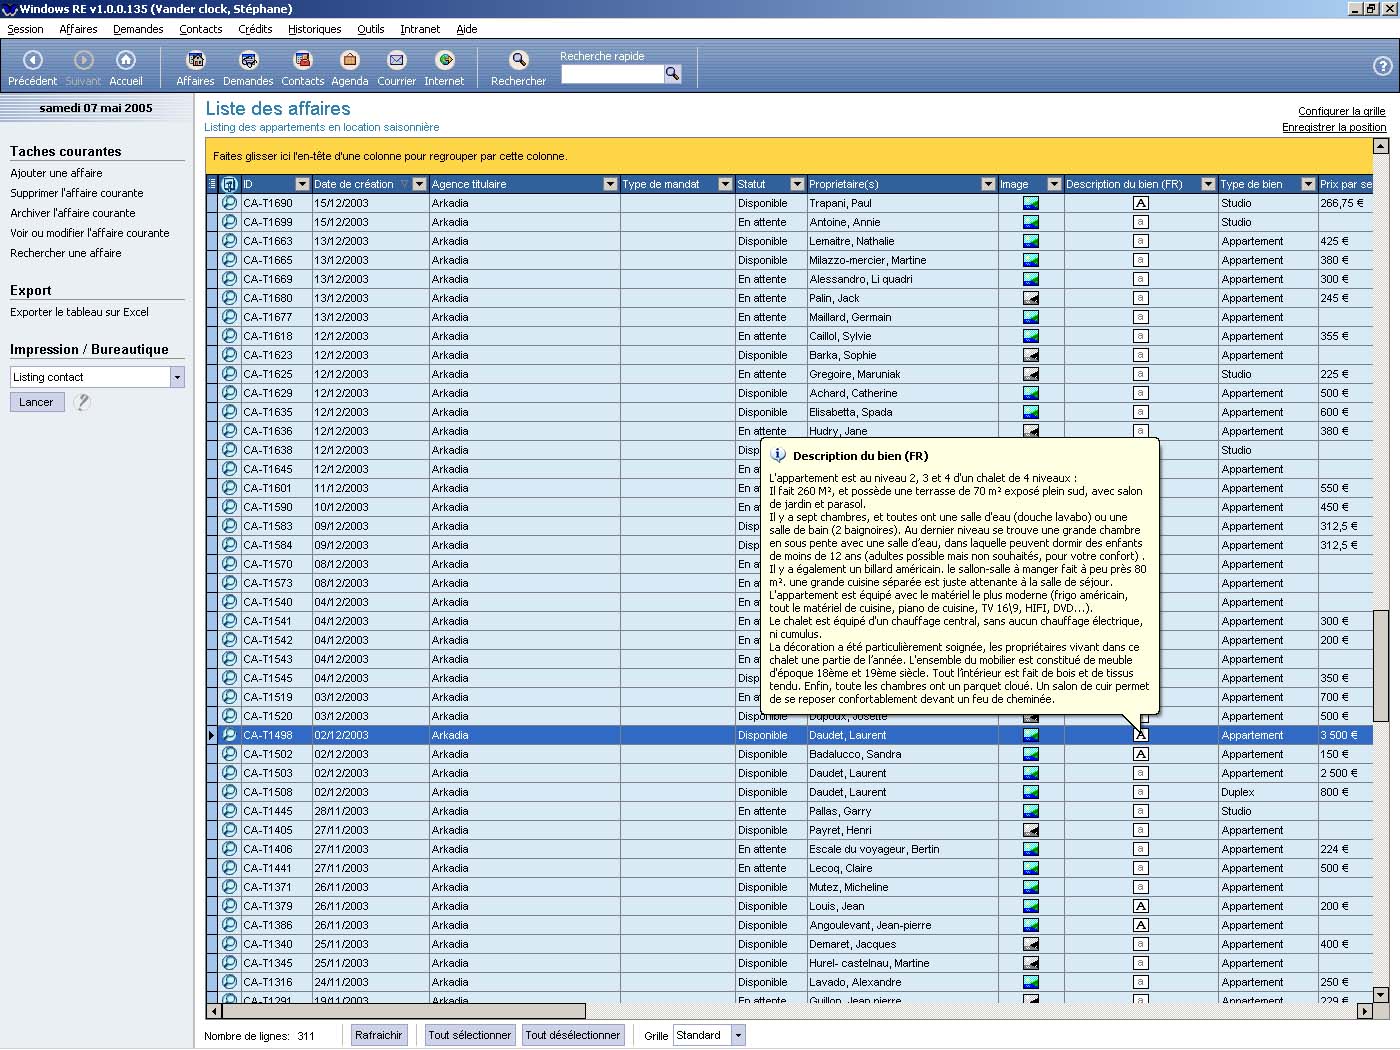 Windows RE v1.0.0.135 (Vander clock, Stéphane)
Session Affaires Demandes Contacts Crédits Historiques Outils Intranet Aide
Précédent Suivant Accueil Affaires Demandes Contacts Agenda Courrier Internet Rechercher Recherche rapide
samedi 07 mai 2005
Taches courantes
Ajouter une affaire
Supprimer l'affaire courante
Archiver l'affaire courante
Voir ou modifier l'affaire courante
Rechercher une affaire
Export
Exporter le tableau sur Excel
Impression / Bureautique
Listing contact
Lancer
Liste des affaires
Listing des appartements en location saisonnière
Configurer la grille
Enregistrer la position
Faites glisser ici l'en-tête d'une colonne pour regrouper par cette colonne.
ID Date de création Agence titulaire Type de mandat Statut Proprietaire(s) Image Description du bien (FR) Type de bien Prix par se
CA-T1690 15/12/2003 Arkadia Disponible Trapani, Paul A Studio 266,75 €
CA-T1699 15/12/2003 Arkadia En attente Antoine, Annie a Studio
CA-T1663 13/12/2003 Arkadia Disponible Lemaitre, Nathalie a Appartement 425 €
CA-T1665 13/12/2003 Arkadia Disponible Milazzo-mercier, Martine a Appartement 380 €
CA-T1669 13/12/2003 Arkadia En attente Alessandro, Li quadri a Appartement 300 €
CA-T1680 13/12/2003 Arkadia En attente Palin, Jack a Appartement 245 €
CA-T1677 13/12/2003 Arkadia En attente Maillard, Germain a Appartement
CA-T1618 12/12/2003 Arkadia En attente Caillol, Sylvie a Appartement 355 €
CA-T1623 12/12/2003 Arkadia Disponible Barka, Sophie a Appartement
CA-T1625 12/12/2003 Arkadia En attente Gregoire, Maruniak a Studio 225 €
CA-T1629 12/12/2003 Arkadia Disponible Achard, Catherine a Appartement 500 €
CA-T1635 12/12/2003 Arkadia Disponible Elisabetta, Spada a Appartement 600 €
CA-T1636 12/12/2003 Arkadia En attente Hudry, Jane a Appartement 380 €
CA-T1638 12/12/2003 Arkadia Disp Studio
CA-T1645 12/12/2003 Arkadia En a Appartement
CA-T1601 11/12/2003 Arkadia En a Appartement 550 €
CA-T1590 10/12/2003 Arkadia En a Appartement 450 €
CA-T1583 09/12/2003 Arkadia Disp Appartement 312,5 €
CA-T1584 09/12/2003 Arkadia Disp Appartement 312,5 €
CA-T1570 08/12/2003 Arkadia En a Appartement
CA-T1573 08/12/2003 Arkadia En a Appartement
CA-T1540 04/12/2003 Arkadia En a Appartement
CA-T1541 04/12/2003 Arkadia En a Appartement 300 €
CA-T1542 04/12/2003 Arkadia En a Appartement 200 €
CA-T1543 04/12/2003 Arkadia En a Appartement
CA-T1545 04/12/2003 Arkadia En a Appartement 350 €
CA-T1519 03/12/2003 Arkadia En a Appartement 700 €
CA-T1520 03/12/2003 Arkadia Disponible Dupoux, Josette Appartement 500 €
Description du bien (FR)
L'appartement est au niveau 2, 3 et 4 d'un chalet de 4 niveaux :
Il fait 260 M², et possède une terrasse de 70 m² exposé plein sud, avec salon
de jardin et parasol.
Il y a sept chambres, et toutes ont une salle d'eau (douche lavabo) ou une
salle de bain (2 baignoires). Au dernier niveau se trouve une grande chambre
en sous pente avec une salle d'eau, dans laquelle peuvent dormir des enfants
de moins de 12 ans (adultes possible mais non souhaités, pour votre confort) .
Il y a également un billard américain. le sallon-salle à manger fait à peu près 80
m². une grande cuisine séparée est juste attenante à la salle de séjour.
L'appartement est équipé avec le matériel le plus moderne (frigo américain,
tout le matériel de cuisine, piano de cuisine, TV 16\9, HIFI, DVD...).
Le chalet est équipé d'un chauffage central, sans aucun chauffage électrique,
ni cumulus.
La décoration a été particulièrement soignée, les propriétaires vivant dans ce
chalet une partie de l'année. L'ensemble du mobilier est constitué de meuble
d'époque 18ème et 19ème siècle. Tout l'intérieur est fait de bois et de tissus
tendu. Enfin, toute les chambres ont un parquet cloué. Un salon de cuir permet
de se reposer confortablement devant un feu de cheminée.
CA-T1498 02/12/2003 Arkadia Disponible Daudet, Laurent A Appartement 3 500 €
CA-T1502 02/12/2003 Arkadia Disponible Badalucco, Sandra A Appartement 150 €
CA-T1503 02/12/2003 Arkadia Disponible Daudet, Laurent a Appartement 2 500 €
CA-T1508 02/12/2003 Arkadia Disponible Daudet, Laurent a Duplex 800 €
CA-T1445 28/11/2003 Arkadia En attente Pallas, Garry a Studio
CA-T1405 27/11/2003 Arkadia Disponible Payret, Henri a Appartement
CA-T1406 27/11/2003 Arkadia En attente Escale du voyageur, Bertin a Appartement 224 €
CA-T1441 27/11/2003 Arkadia En attente Lecoq, Claire a Appartement 500 €
CA-T1371 26/11/2003 Arkadia Disponible Mutez, Micheline a Appartement
CA-T1379 26/11/2003 Arkadia Disponible Louis, Jean A Appartement 200 €
CA-T1386 26/11/2003 Arkadia Disponible Angoulevant, Jean-pierre A Appartement
CA-T1340 25/11/2003 Arkadia Disponible Demaret, Jacques a Appartement 400 €
CA-T1345 25/11/2003 Arkadia Disponible Hurel- castelnau, Martine a Appartement
CA-T1316 24/11/2003 Arkadia Disponible Lavado, Alexandre a Appartement 250 €
CA-T1291 19/11/2003 Arkadia En attente Guillon, Jean pierre a Appartement 229 €
Nombre de lignes: 311 Rafraichir Tout sélectionner Tout désélectionner Grille Standard